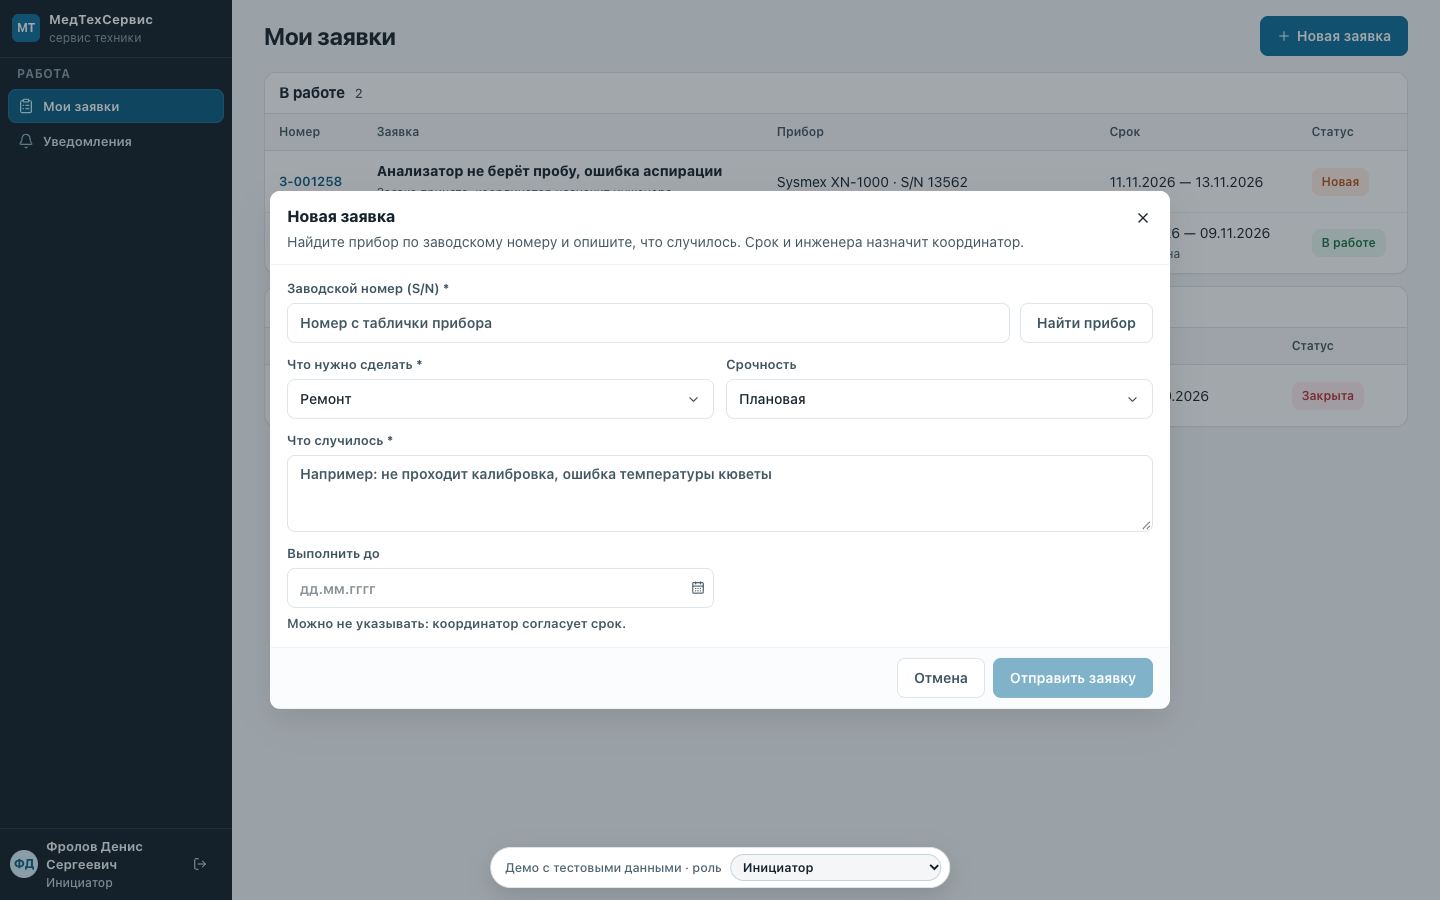 МТ
МедТехСервис
сервис техники
РАБОТА
Мои заявки
Уведомления
Мои заявки
+ Новая заявка
В работе 2
Номер Заявка Прибор Срок Статус
З-001258 Анализатор не берёт пробу, ошибка аспирации Sysmex XN-1000 · S/N 13562 11.11.2026 — 13.11.2026 Новая
6 — 09.11.2026 В работе
на
Статус
.2026 Закрыта
Новая заявка
Найдите прибор по заводскому номеру и опишите, что случилось. Срок и инженера назначит координатор.
Заводской номер (S/N) *
Номер с таблички прибора Найти прибор
Что нужно сделать * Срочность
Ремонт Плановая
Что случилось *
Например: не проходит калибровка, ошибка температуры кюветы
Выполнить до
дд.мм.гггг
Можно не указывать: координатор согласует срок.
Отмена Отправить заявку
ФД
Фролов Денис
Сергеевич
Инициатор
Демо с тестовыми данными · роль Инициатор